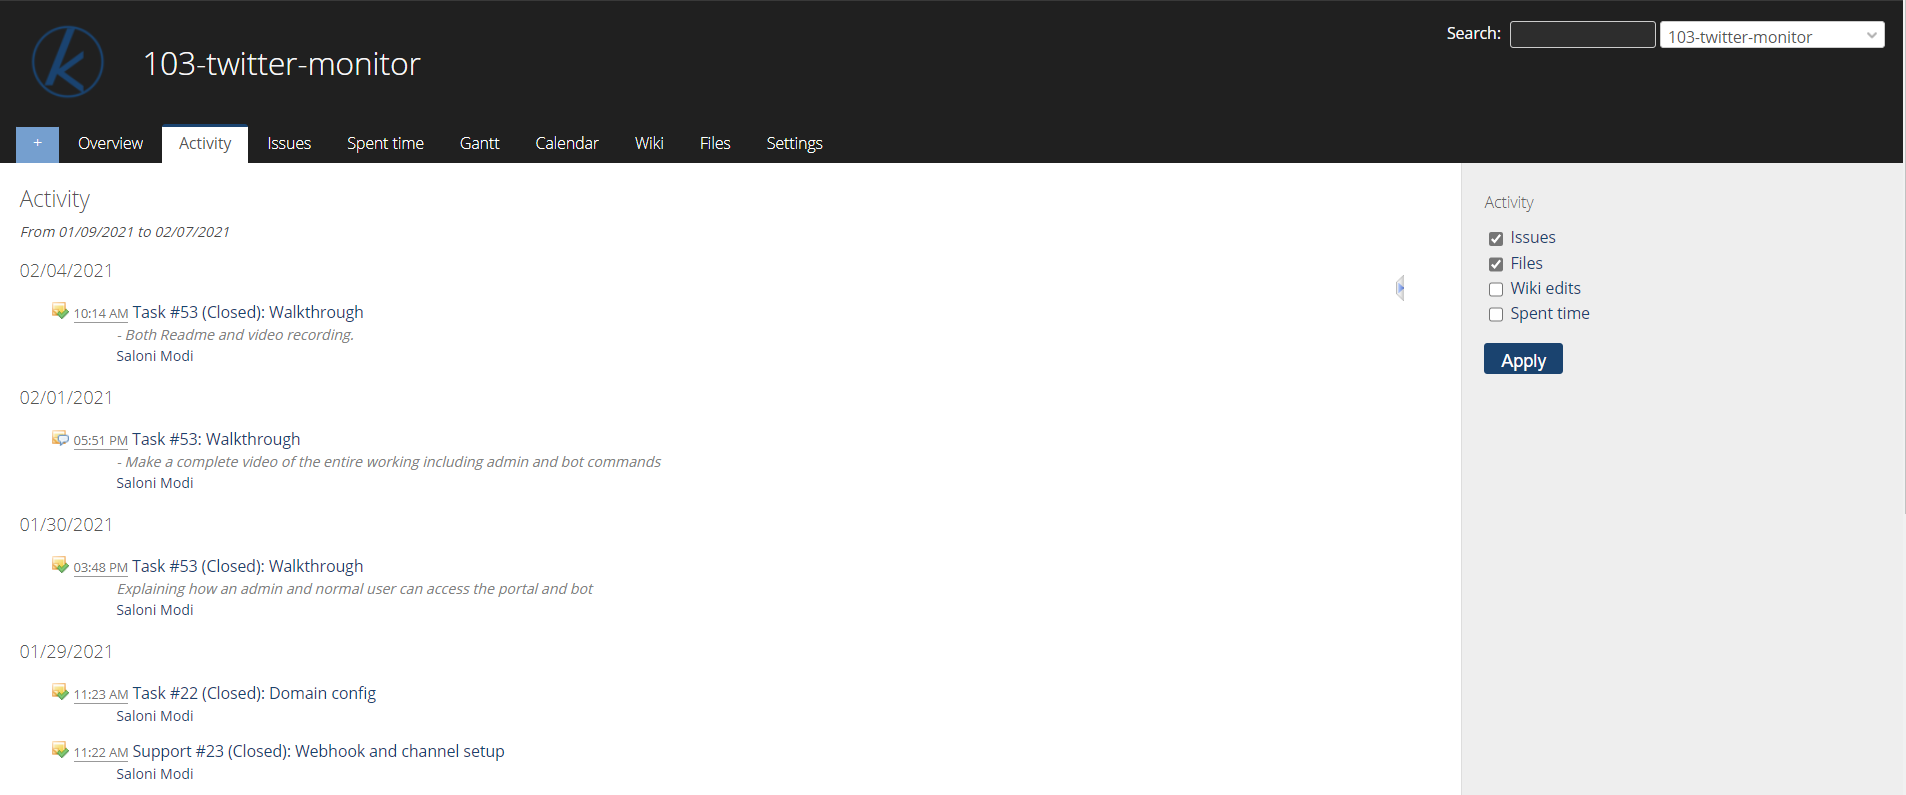 Search: 103-twitter-monitor
k 103-twitter-monitor
+ Overview Activity Issues Spent time Gantt Calendar Wiki Files Settings
Activity
From 01/09/2021 to 02/07/2021
02/04/2021
10:14 AM Task #53 (Closed): Walkthrough
- Both Readme and video recording.
Saloni Modi
02/01/2021
05:51 PM Task #53: Walkthrough
- Make a complete video of the entire working including admin and bot commands
Saloni Modi
01/30/2021
03:48 PM Task #53 (Closed): Walkthrough
Explaining how an admin and normal user can access the portal and bot
Saloni Modi
01/29/2021
11:23 AM Task #22 (Closed): Domain config
Saloni Modi
11:22 AM Support #23 (Closed): Webhook and channel setup
Saloni Modi
Activity
Issues
Files
Wiki edits
Spent time
Apply